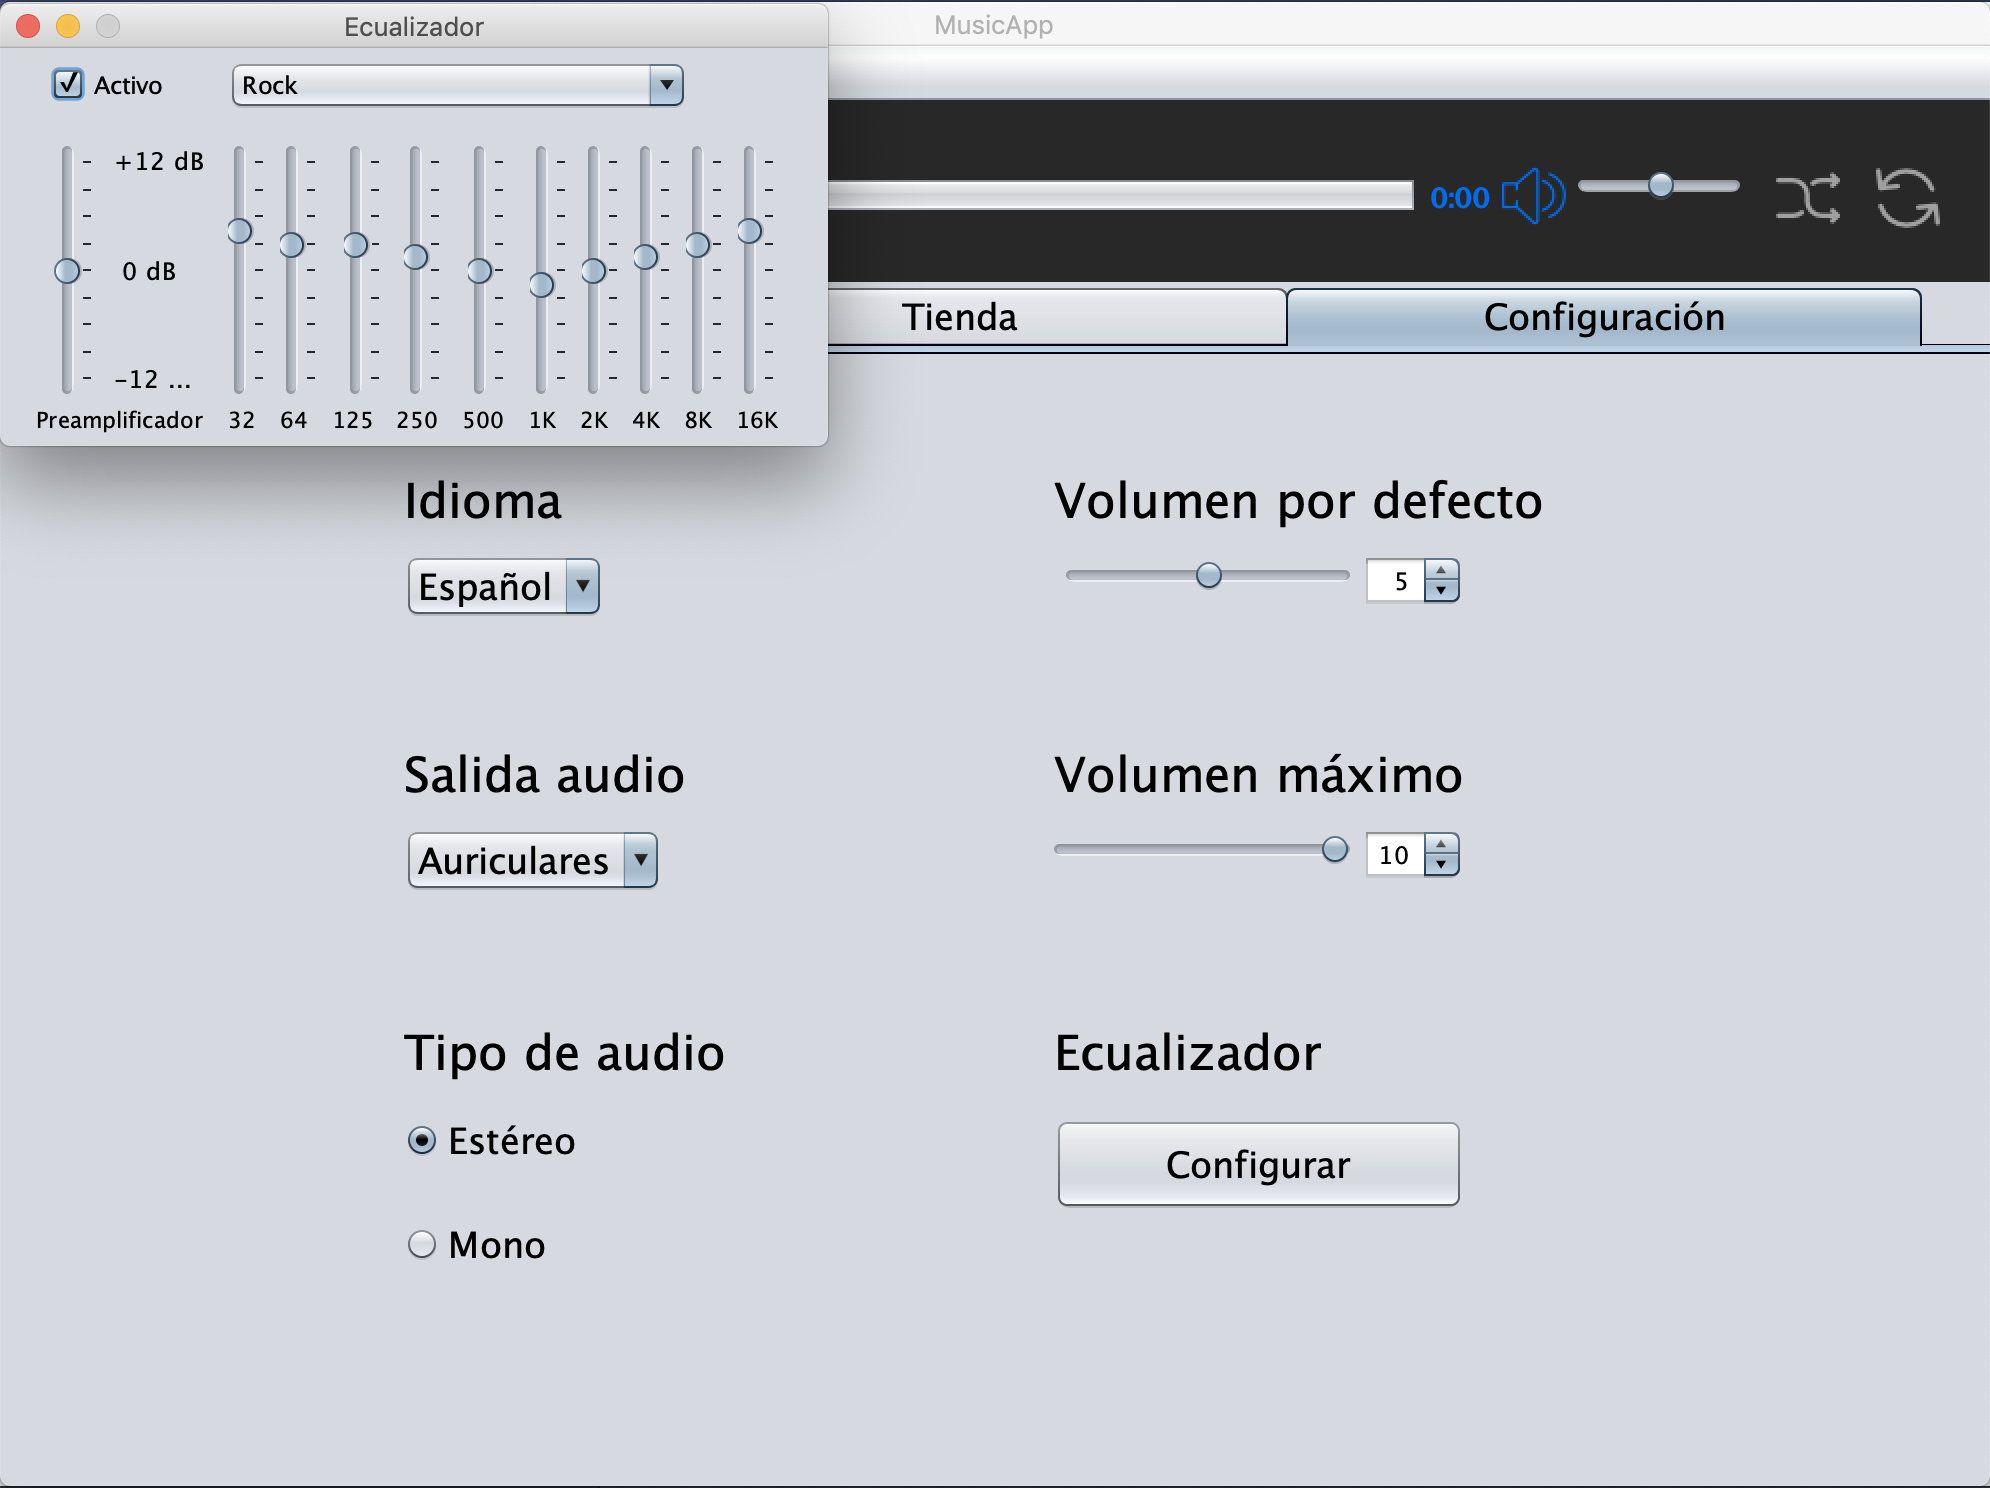 Ecualizador
MusicApp
Activo
Rock
+12 dB
0 dB
-12 ...
Preamplificador 32 64 125 250 500 1K 2K 4K 8K 16K
0:00
Tienda
Configuración
Idioma
Español
Volumen por defecto
5
Salida audio
Auriculares
Volumen máximo
10
Tipo de audio
Estéreo
Mono
Ecualizador
Configurar